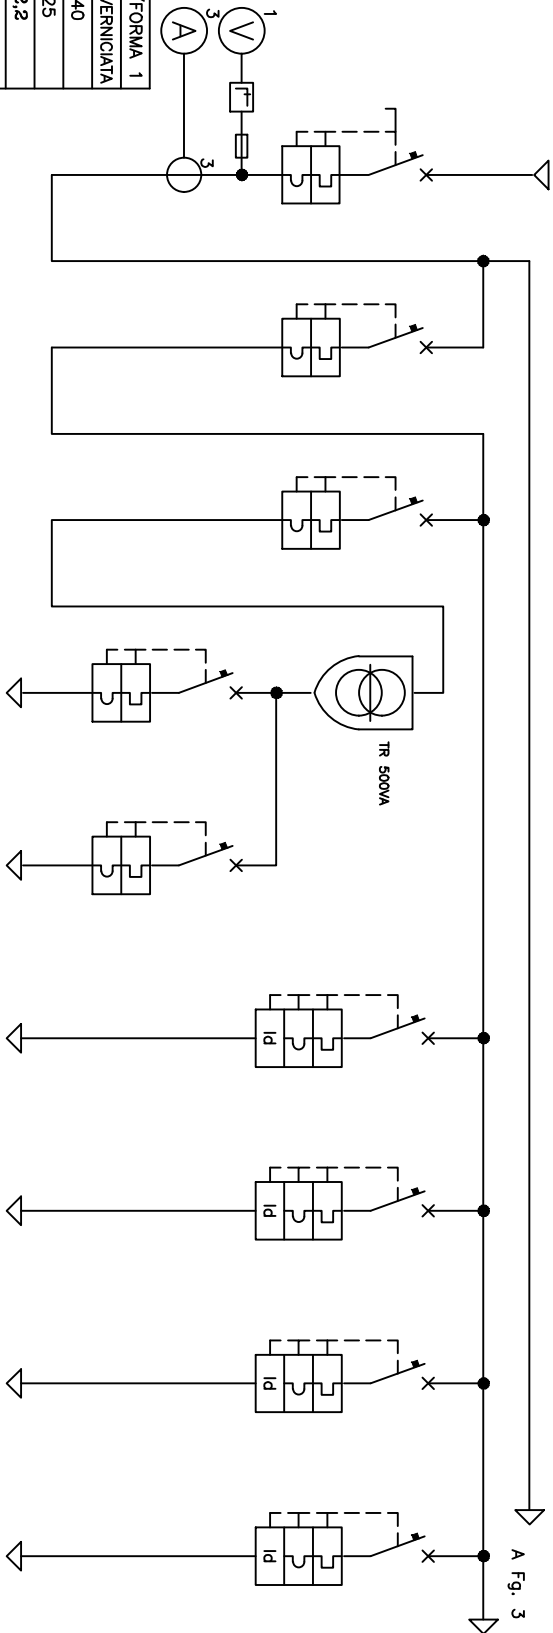 FORMA 1
VERNICIATA
40
25
2,2
1
V
3
A
3
TR 500VA
Id
Id
Id
Id
A Fg. 3